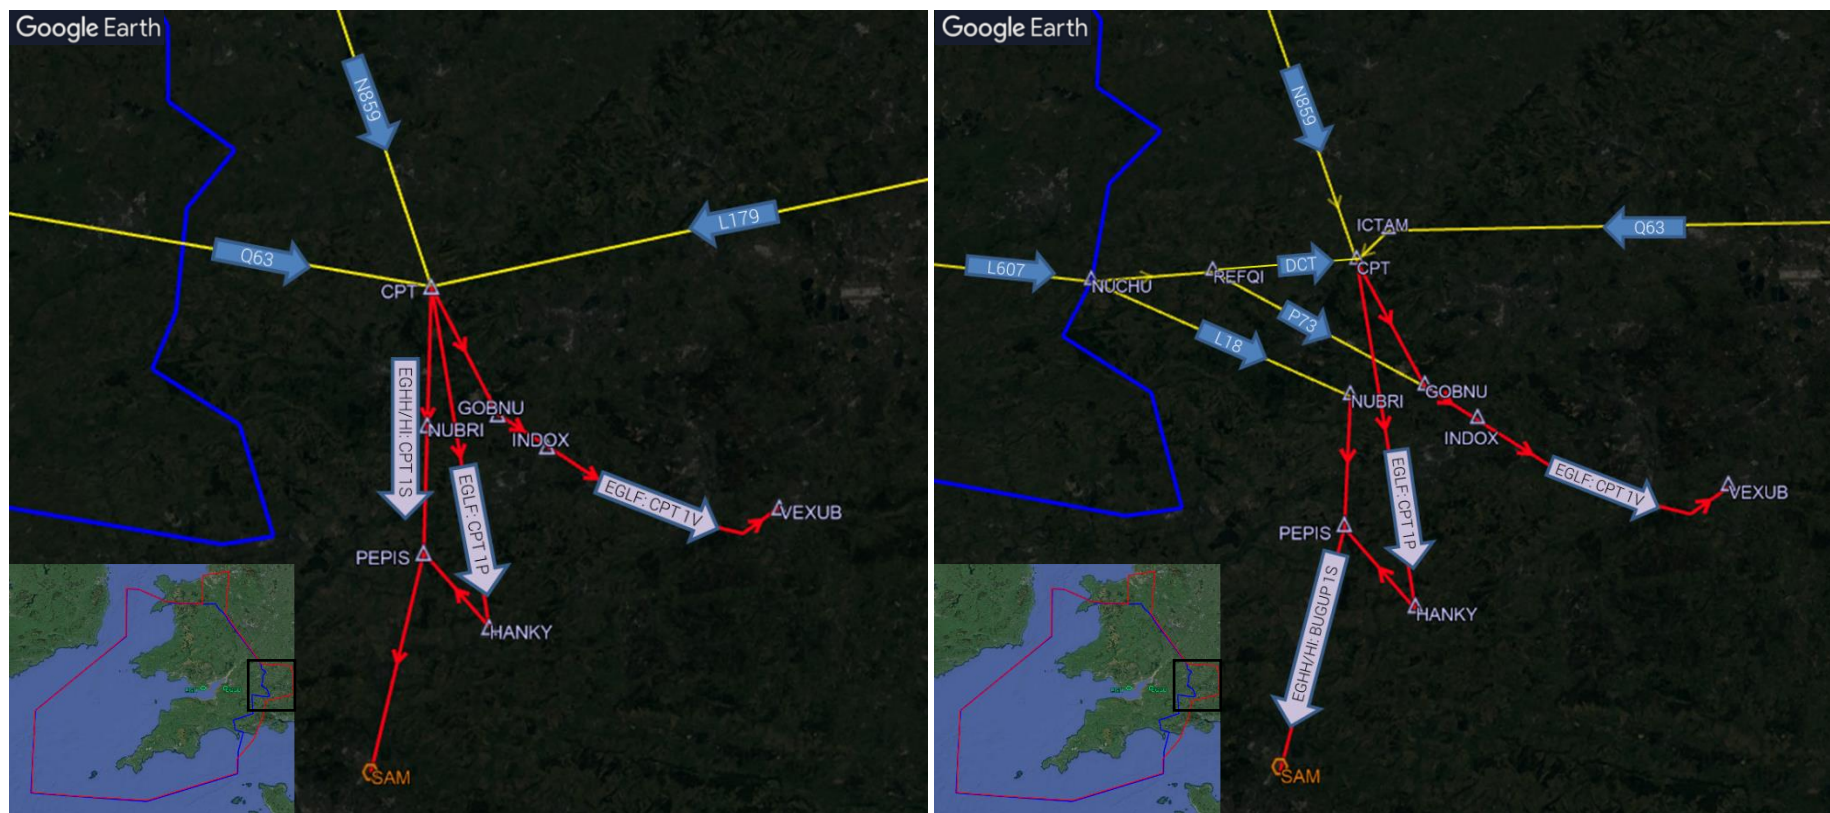 Google Earth
N859
L179
Q63
CPT
EGHH/HI: CPT 1S
GOBNU
NUBRI
INDOX
EGLF: CPT 1P
EGLF: CPT 1V
VEXUB
PEPIS
HANKY
SAM
Google Earth
N859
ICTAM
Q63
L607
DCT
CPT
NUCHU
REFQI
P73
L18
GOBNU
NUBRI
INDOX
EGLF: CPT 1P
EGLF: CPT 1V
VEXUB
PEPIS
EGHH/HI: BUGUP 1S
HANKY
SAM